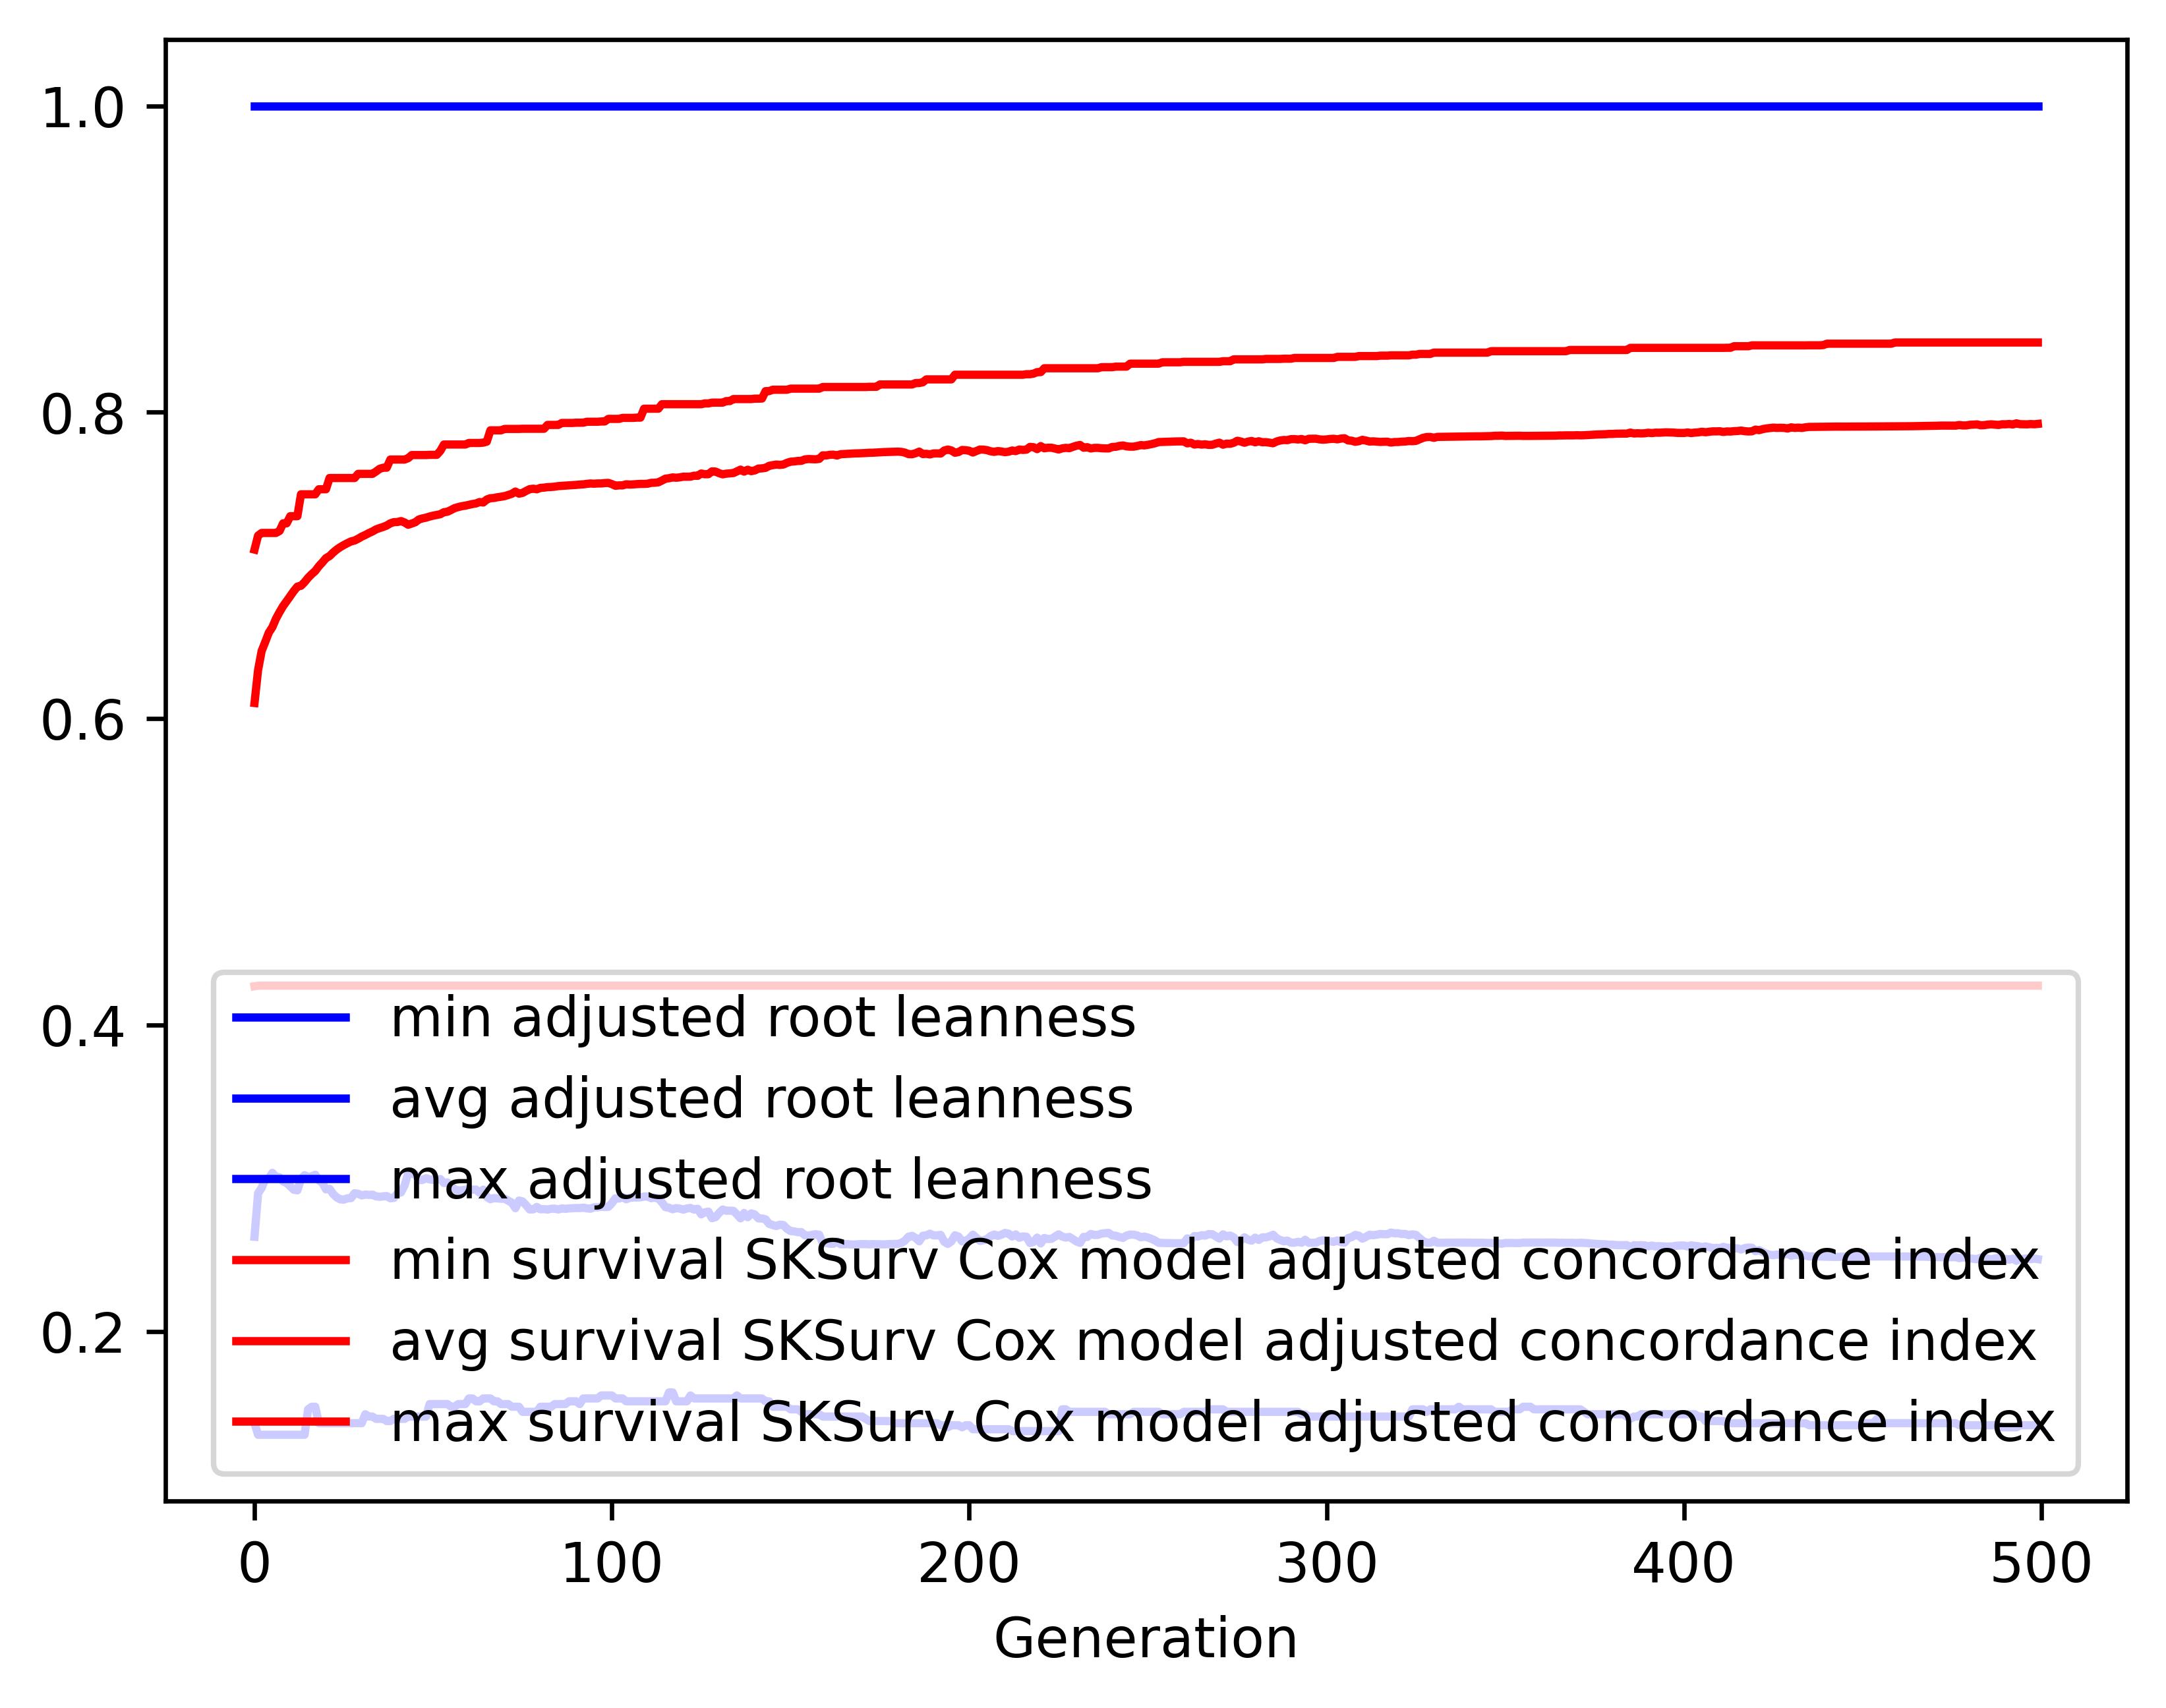 1.0
0.8
0.6
0.4
0.2
min adjusted root leanness
avg adjusted root leanness
max adjusted root leanness
min survival SKSurv Cox model adjusted concordance index
avg survival SKSurv Cox model adjusted concordance index
max survival SKSurv Cox model adjusted concordance index
0 100 200 300 400 500
Generation